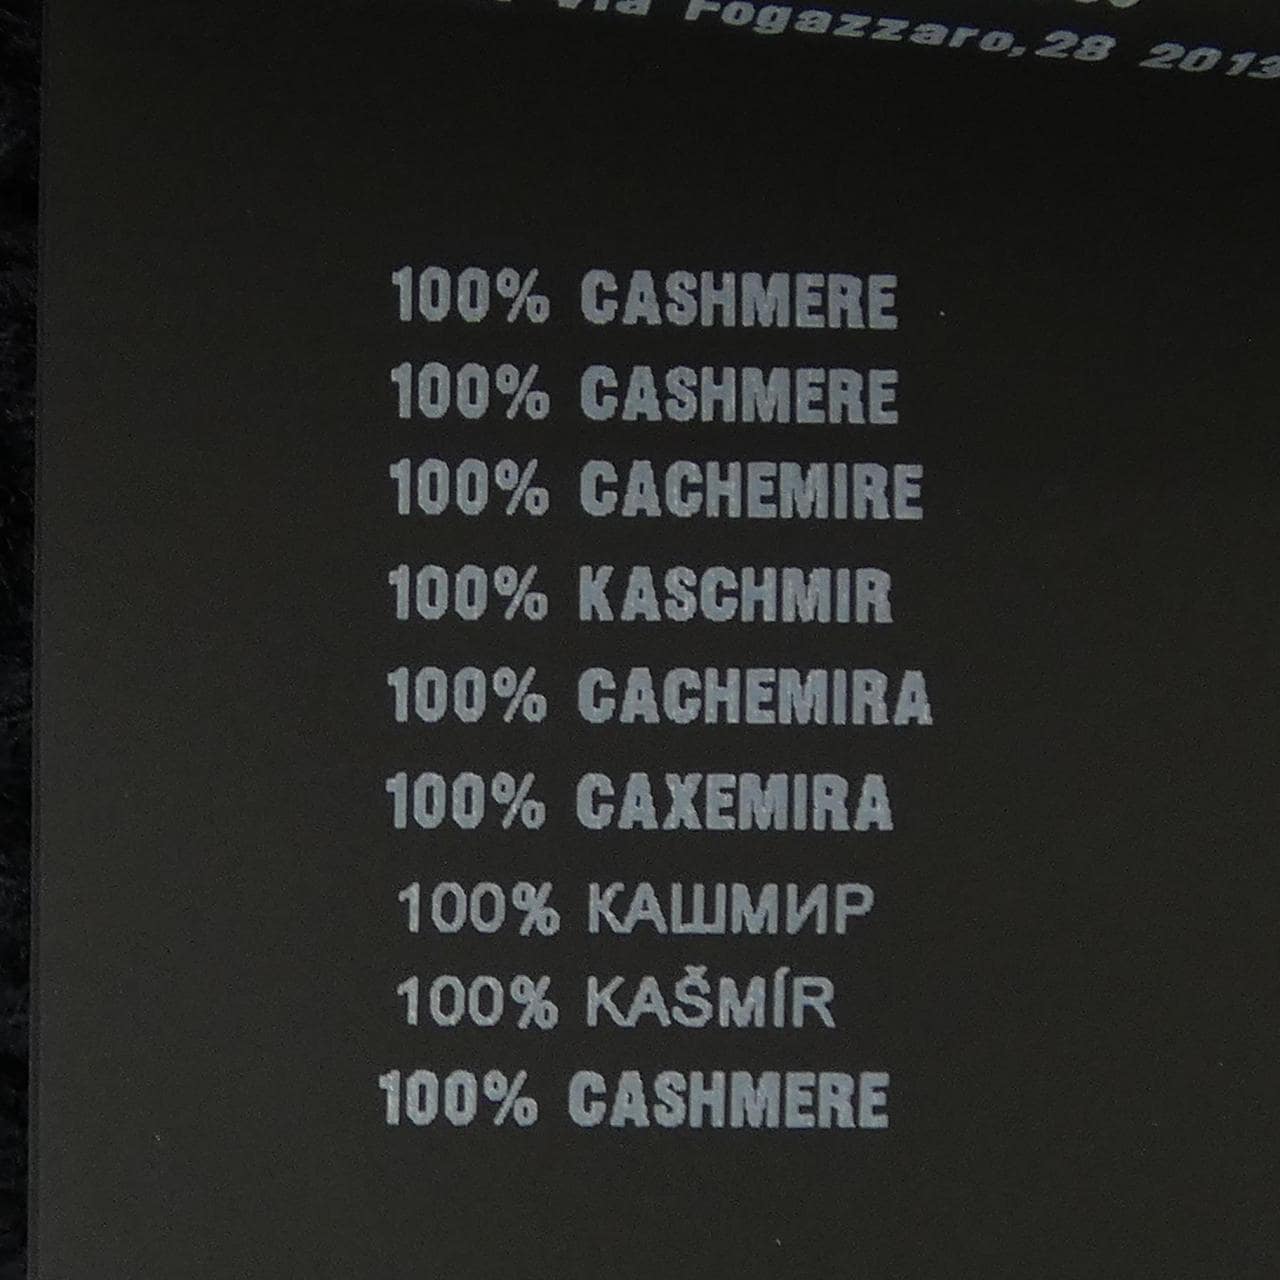 Via Fogazzaro, 28 2013
100% CASHMERE
100% CASHMERE
100% CACHEMIRE
100% KASCHMIR
100% CACHEMIRA
100% CAXEMIRA
100% КАШМИР
100% KAŠMÍR
100% CASHMERE